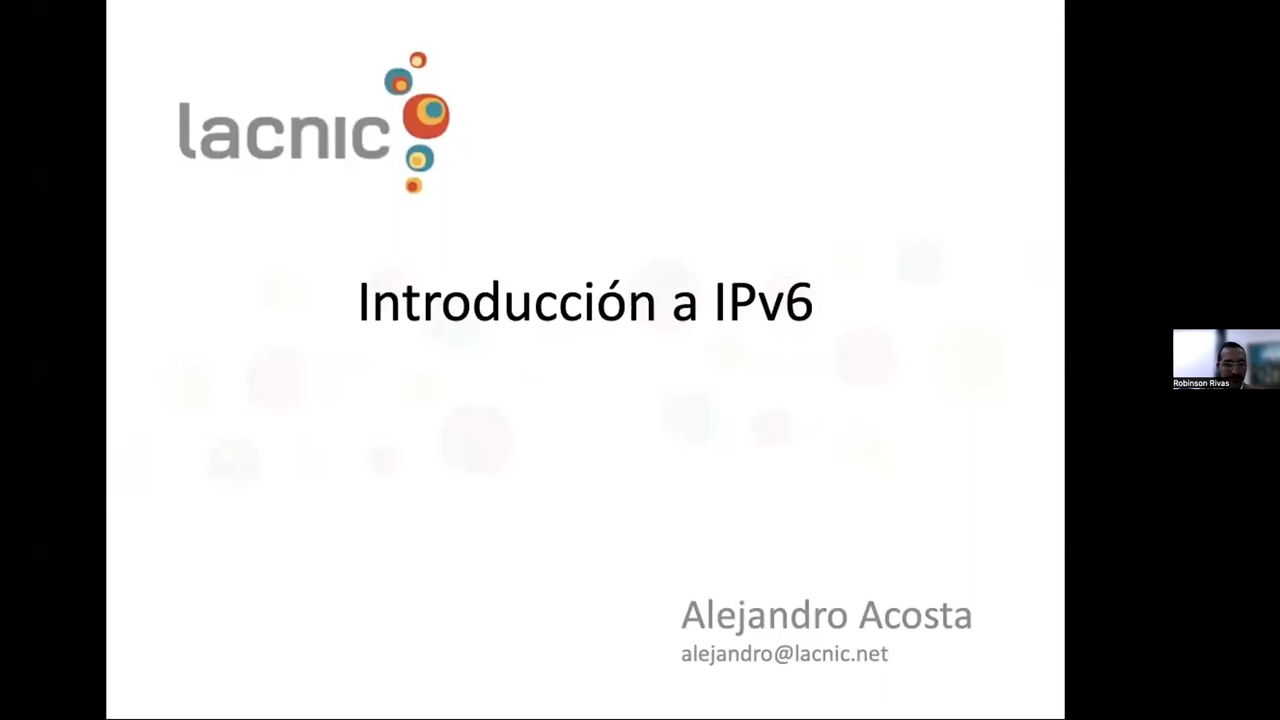 lacnic
Introducción a IPv6
Robinson Rivas
Alejandro Acosta
alejandro@lacnic.net